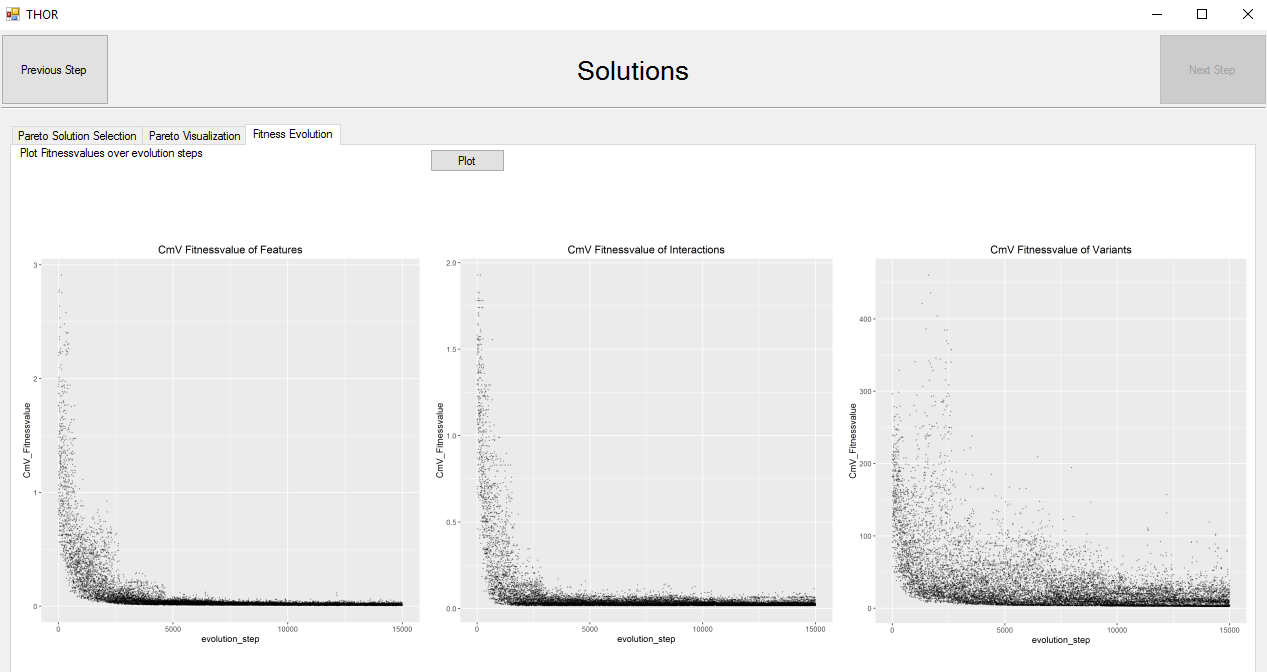 THOR
Previous Step
Solutions
Next Step
Pareto Solution Selection
Pareto Visualization
Fitness Evolution
Plot Fitnessvalues over evolution steps
Plot
CmV Fitnessvalue of Features
CmV_Fitnessvalue
3
2
1
0
0 5000 10000 15000
evolution_step
CmV Fitnessvalue of Interactions
CmV_Fitnessvalue
2.0
1.5
1.0
0.5
0.0
0 5000 10000 15000
evolution_step
CmV Fitnessvalue of Variants
CmV_Fitnessvalue
400
300
200
100
0
0 5000 10000 15000
evolution_step